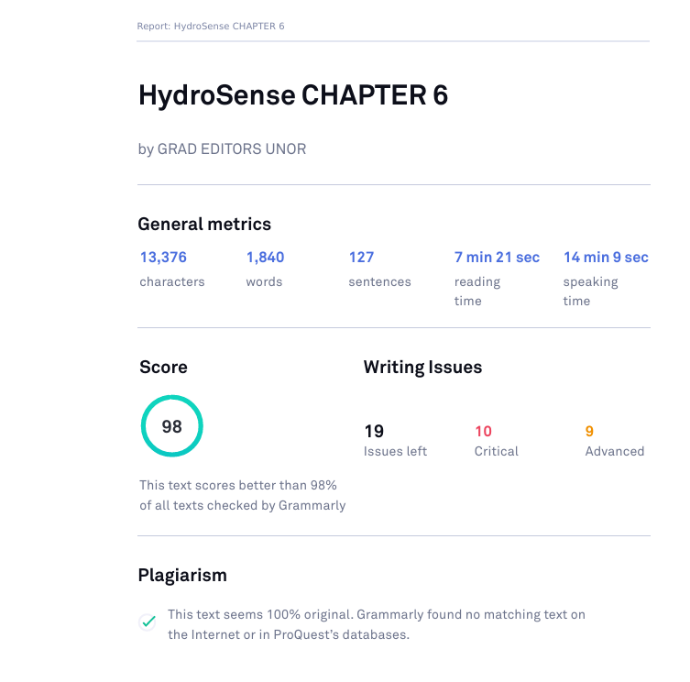 Report: HydroSense CHAPTER 6
HydroSense CHAPTER 6
by GRAD EDITORS UNOR
General metrics
13,376 1,840 127 7 min 21 sec 14 min 9 sec
characters words sentences reading speaking
time time
Score Writing Issues
98
19 10 9
Issues left Critical Advanced
This text scores better than 98%
of all texts checked by Grammarly
Plagiarism
This text seems 100% original. Grammarly found no matching text on
the Internet or in ProQuest's databases.